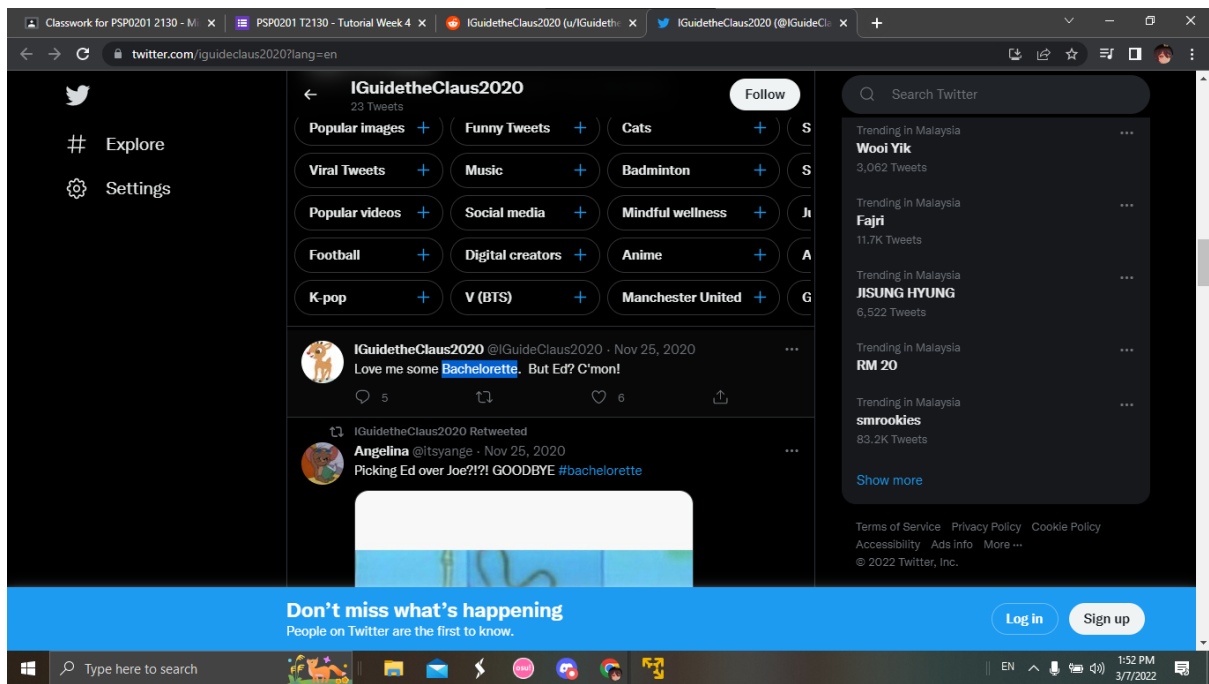 Classwork for PSP0201 2130 - Mi
PSP0201 T2130 - Tutorial Week 4
IGuidetheClaus2020 (u/IGuidethe
IGuidetheClaus2020 (@IGuideCla
twitter.com/iguideclaus2020?lang=en
Explore
Settings
IGuidetheClaus2020
23 Tweets
Follow
Popular images + Funny Tweets + Cats + S
Viral Tweets + Music + Badminton + S
Popular videos + Social media + Mindful wellness + Ju
Football + Digital creators + Anime + A
K-pop + V (BTS) + Manchester United + G
IGuidetheClaus2020 @IGuideClaus2020 · Nov 25, 2020
Love me some Bachelorette. But Ed? C'mon!
5 6
IGuidetheClaus2020 Retweeted
Angelina @itsyange · Nov 25, 2020
Picking Ed over Joe?!?! GOODBYE #bachelorette
Search Twitter
Trending in Malaysia
Wooi Yik
3,062 Tweets
Trending in Malaysia
Fajri
11.7K Tweets
Trending in Malaysia
JISUNG HYUNG
6,522 Tweets
Trending in Malaysia
RM 20
Trending in Malaysia
smrookies
83.2K Tweets
Show more
Terms of Service Privacy Policy Cookie Policy
Accessibility Ads info More ···
© 2022 Twitter, Inc.
Don't miss what's happening
People on Twitter are the first to know.
Log in
Sign up
Type here to search
osu!
EN
1:52 PM
3/7/2022